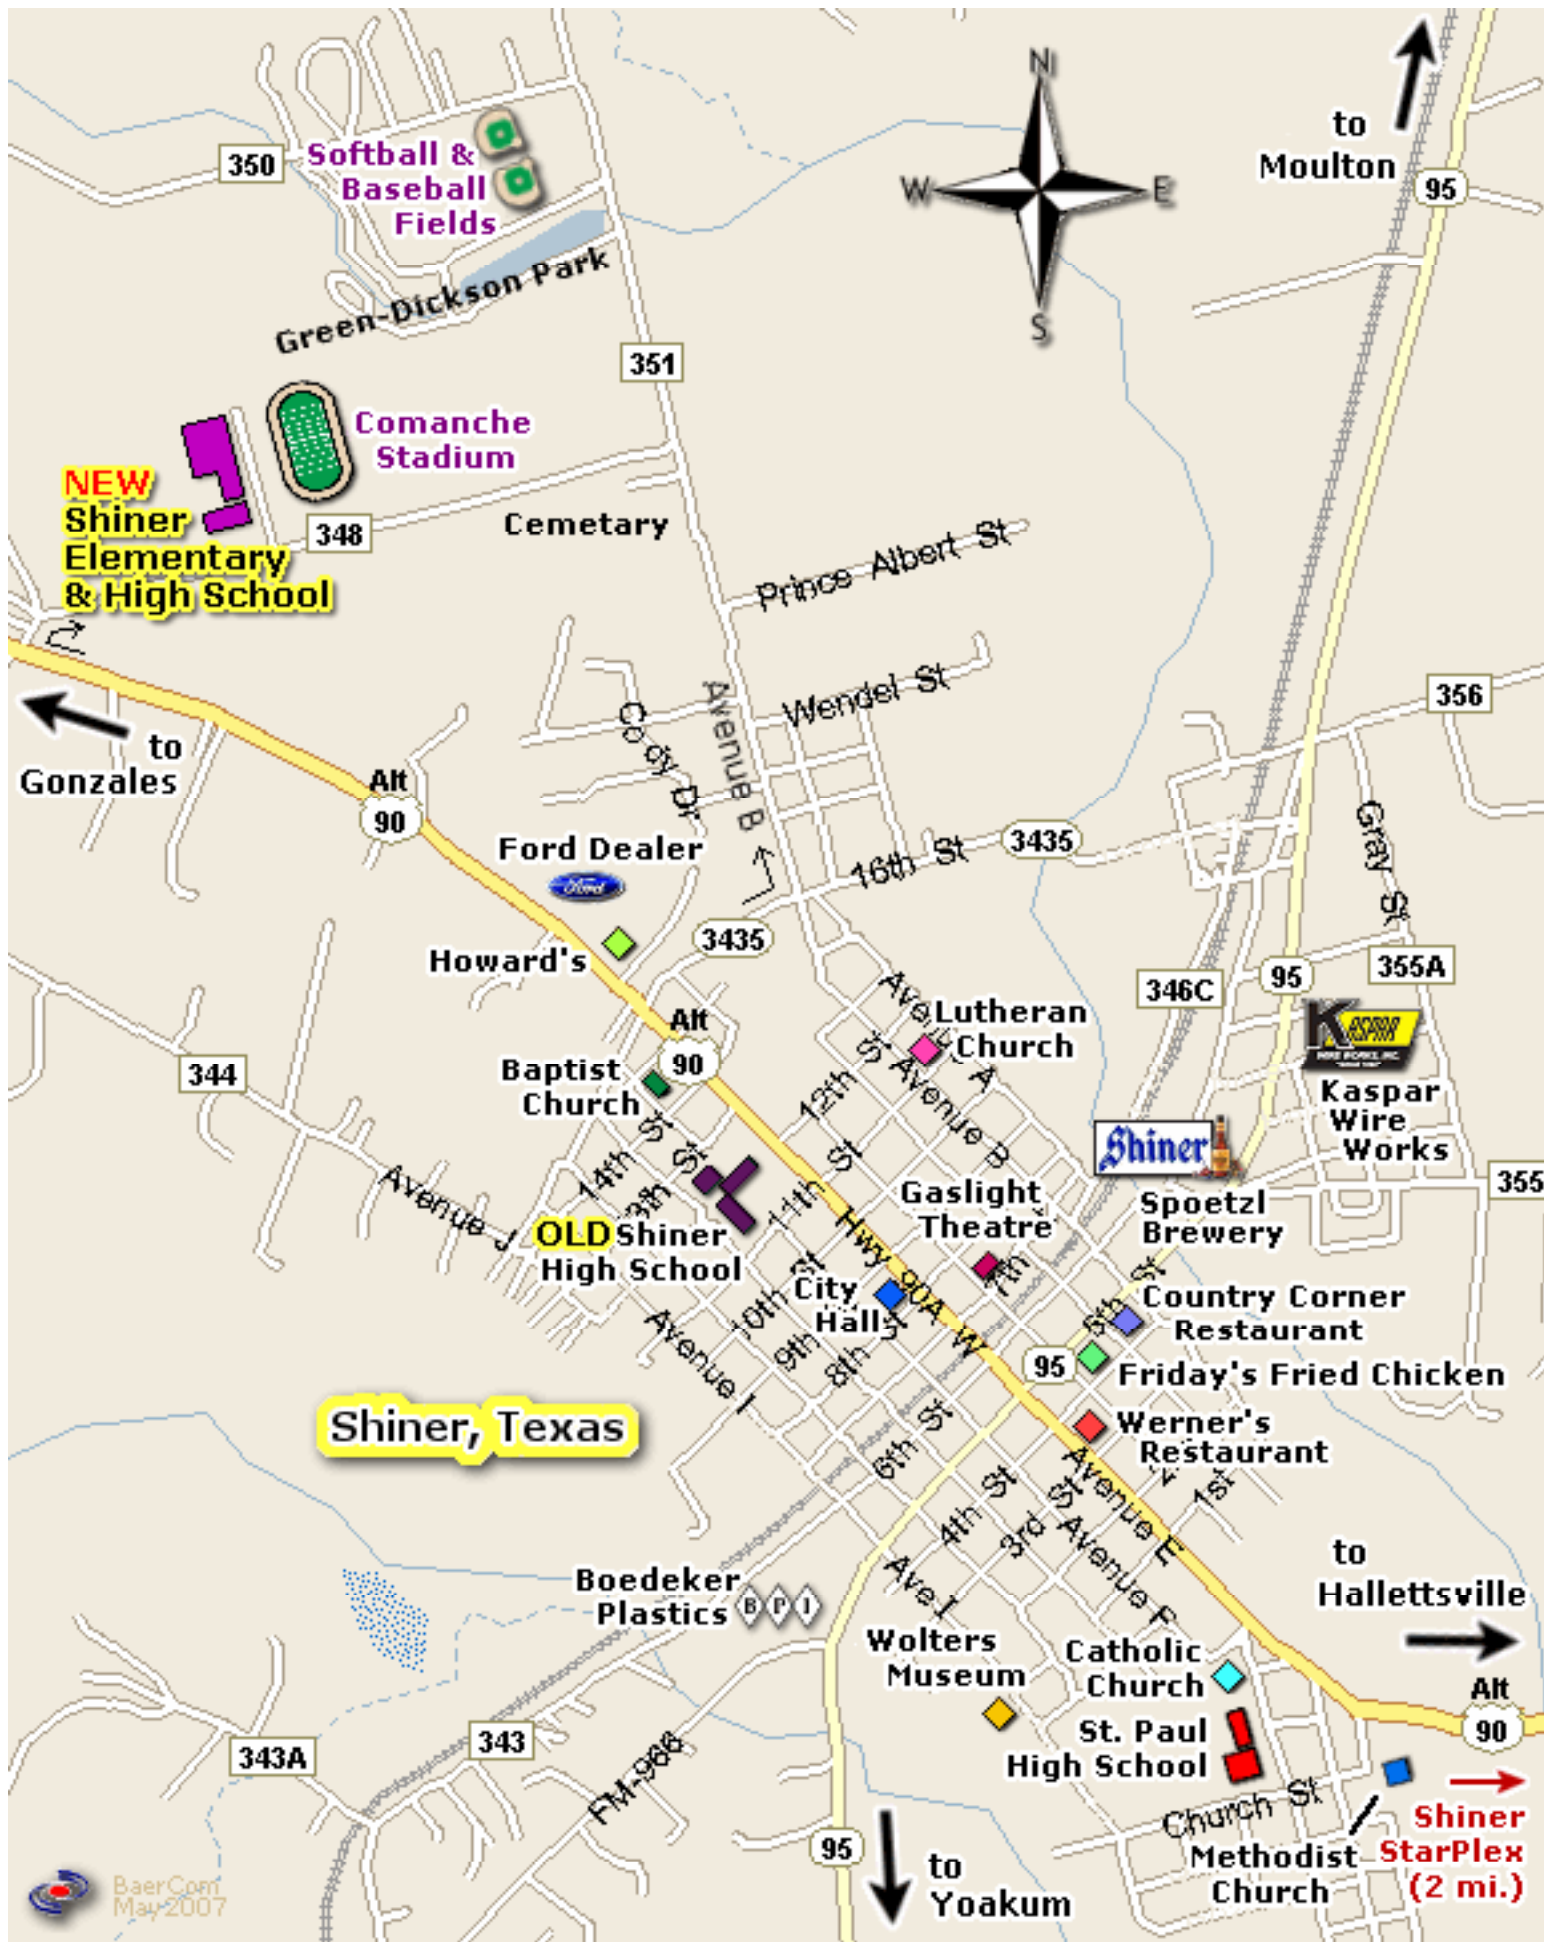 N
W
E
S
to
Moulton
95
350
Softball &
Baseball
Fields
Green-Dickson Park
351
Comanche
Stadium
NEW
Shiner
Elementary
& High School
348
Cemetary
Prince Albert St
Wendel St
Avenue B
Cody Dr
356
to
Gonzales
Alt
90
Ford Dealer
Ford
16th St
3435
Gray St
Howard's
3435
346C
95
355A
Avenue A
Lutheran
Church
KASPAR
Kaspar
Wire
Works
Alt
90
344
Baptist
Church
12th St
Avenue B
Shiner
Spoetzl
Brewery
355
14th St
13th St
11th St
Avenue J
OLD Shiner
High School
Gaslight
Theatre
Hwy 90A W
7th
City
Hall
10th St
9th
8th St
Avenue I
5th St
Country Corner
Restaurant
95
Friday's Fried Chicken
Werner's
Restaurant
Shiner, Texas
6th St
4th St
3rd St
1st
Avenue E
Avenue F
Ave I
to
Hallettsville
Boedeker
Plastics
B P I
Wolters
Museum
Catholic
Church
St. Paul
High School
Alt
90
343A
343
FM-966
Church St
95
to
Yoakum
Methodist
Church
Shiner
StarPlex
(2 mi.)
BaerCom
May 2007